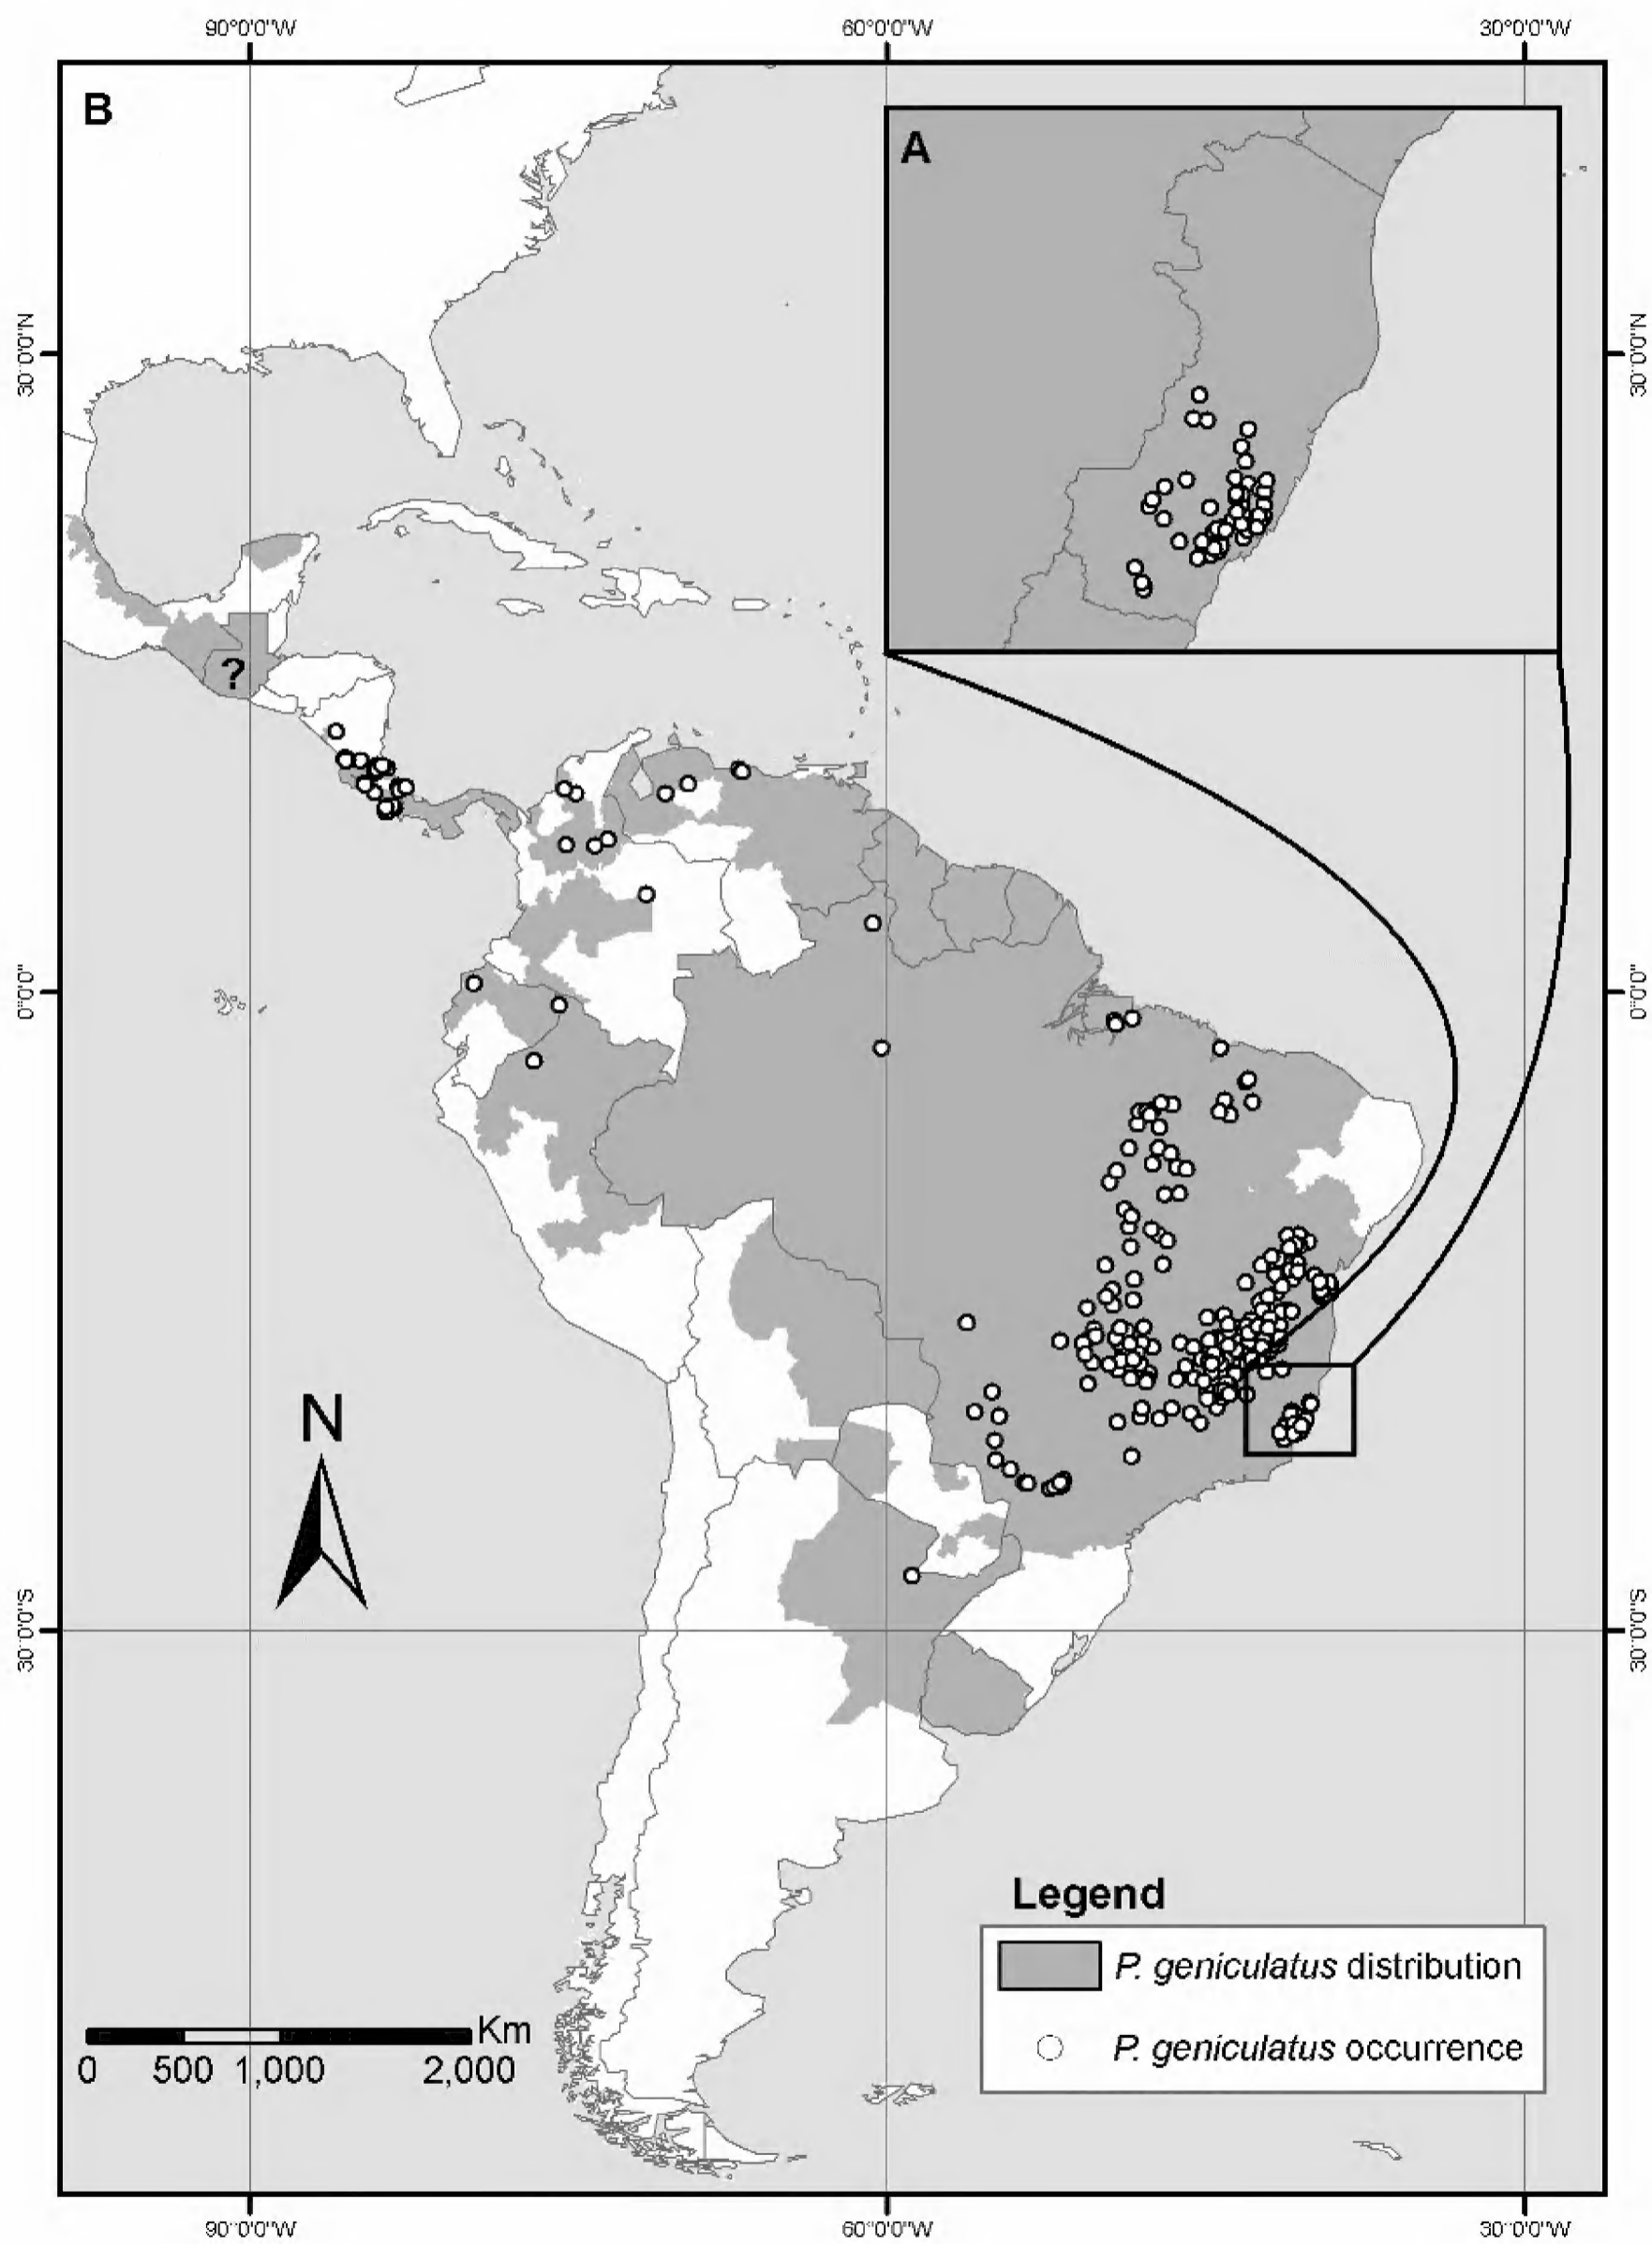 90°0'0"W 60°0'0"W 30°0'0"W
B
A
30°0'0"N 30°0'0"N
?
0°0'0" 0°0'0"
N
30°0'0"S 30°0'0"S
Legend
P. geniculatus distribution
P. geniculatus occurrence
Km
0 500 1,000 2,000
90°0'0"W 60°0'0"W 30°0'0"W